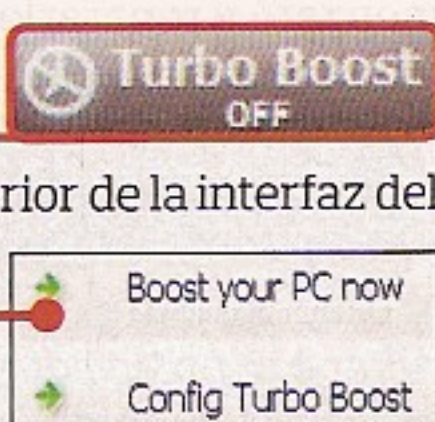 Turbo Boost
OFF
rior de la interfaz del
Boost your PC now
Config Turbo Boost